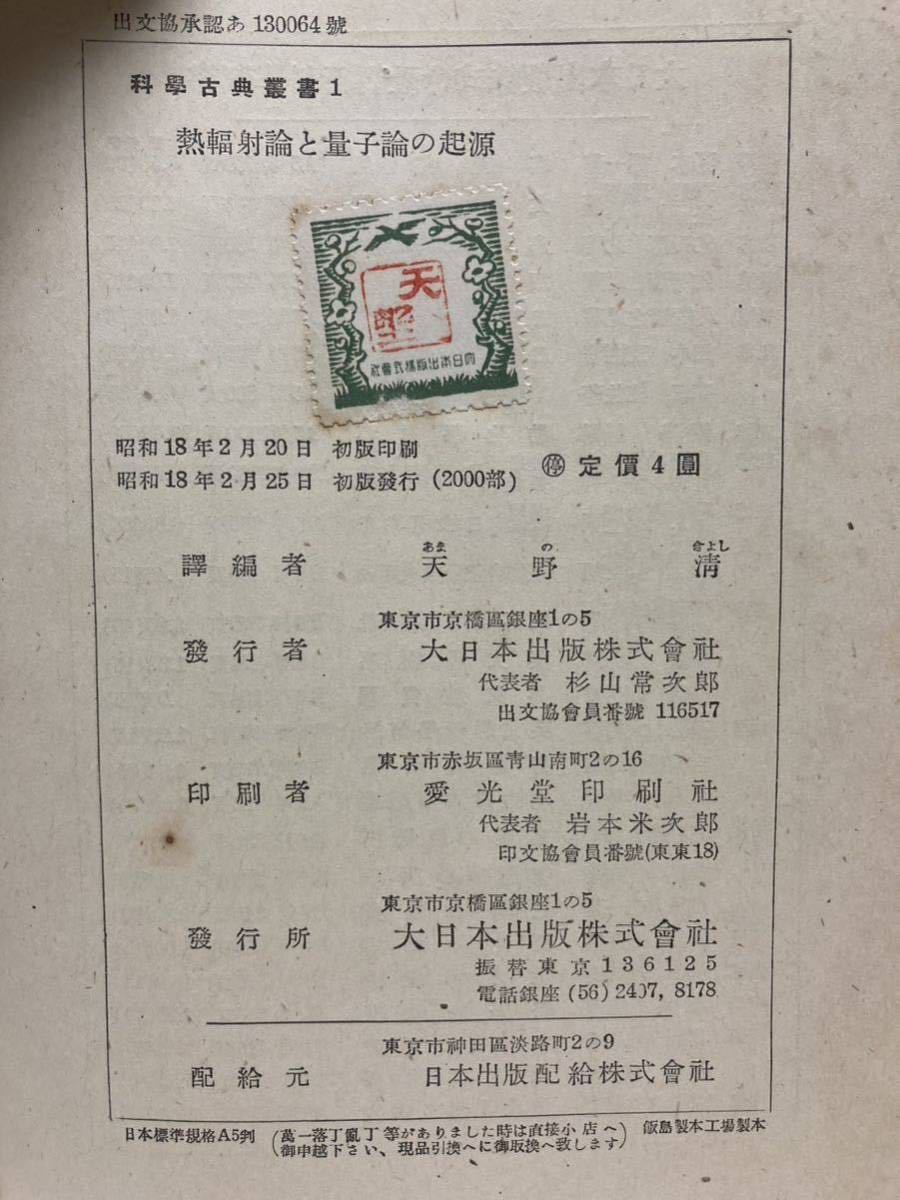 出文協承認あ 130064 號
科學古典叢書1
熱輻射論と量子論の起源
天野
大日本出版株式會社
昭和18年2月20日 初版印刷
昭和18年2月25日 初版發行 (2000部)
㊡ 定價4圓
あま の きよし
譯編者 天野清
東京市京橋區銀座1の5
發行者 大日本出版株式會社
代表者 杉山常次郎
出文協會員番號 116517
東京市赤坂區靑山南町2の16
印刷者 愛光堂印刷社
代表者 岩本米次郎
印文協會員番號(東東18)
東京市京橋區銀座1の5
發行所 大日本出版株式會社
振替東京 136125
電話銀座 (56) 2407, 8178
東京市神田區淡路町2の9
配給元 日本出版配給株式會社
日本標準規格A5判
(萬一落丁亂丁等がありました時は直接小店へ
御申越下さい、現品引換へに御取換へ致します)
飯島製本工場製本